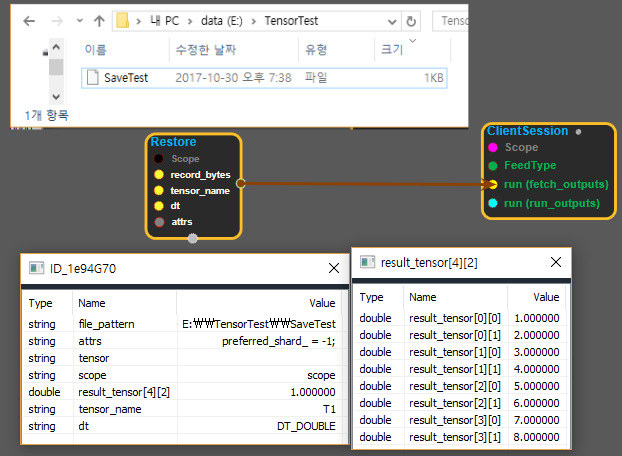 내 PC > data (E:) > TensorTest
Tensor
이름 수정한 날짜 유형 크기
SaveTest 2017-10-30 오후 7:38 파일 1KB
1개 항목
Restore
Scope
record_bytes
tensor_name
dt
attrs
ClientSession
Scope
FeedType
run (fetch_outputs)
run (run_outputs)
ID_1e94G70
Type Name Value
string file_pattern E:₩₩TensorTest₩₩SaveTest
string attrs preferred_shard_ = -1;
string tensor
string scope scope
double result_tensor[4][2] 1.000000
string tensor_name T1
string dt DT_DOUBLE
result_tensor[4][2]
Type Name Value
double result_tensor[0][0] 1.000000
double result_tensor[0][1] 2.000000
double result_tensor[1][0] 3.000000
double result_tensor[1][1] 4.000000
double result_tensor[2][0] 5.000000
double result_tensor[2][1] 6.000000
double result_tensor[3][0] 7.000000
double result_tensor[3][1] 8.000000